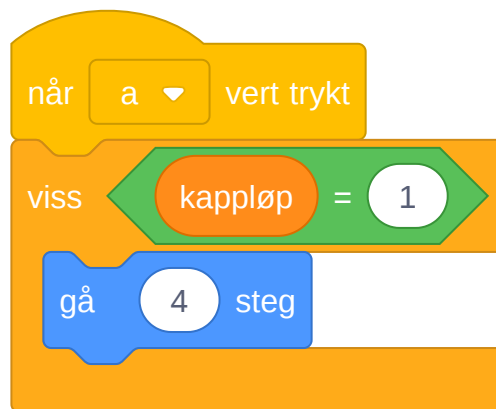 når a vert trykt
viss kappløp = 1
gå 4 steg